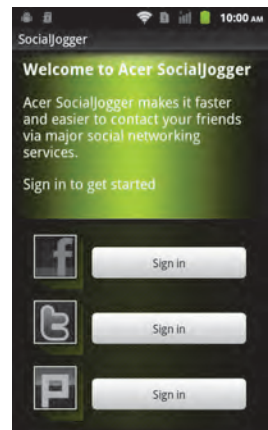 10:00 AM
SocialJogger
Welcome to Acer SocialJogger
Acer SocialJogger makes it faster
and easier to contact your friends
via major social networking
services.
Sign in to get started
f
Sign in
t
Sign in
P
Sign in